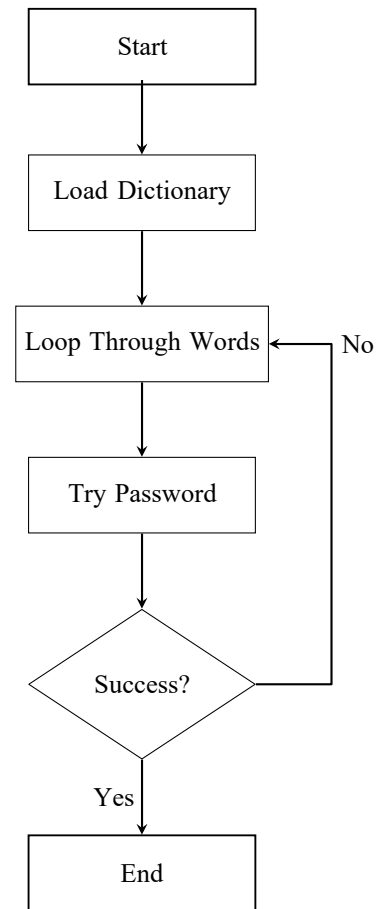 Start
Load Dictionary
Loop Through Words
No
Try Password
Success?
Yes
End